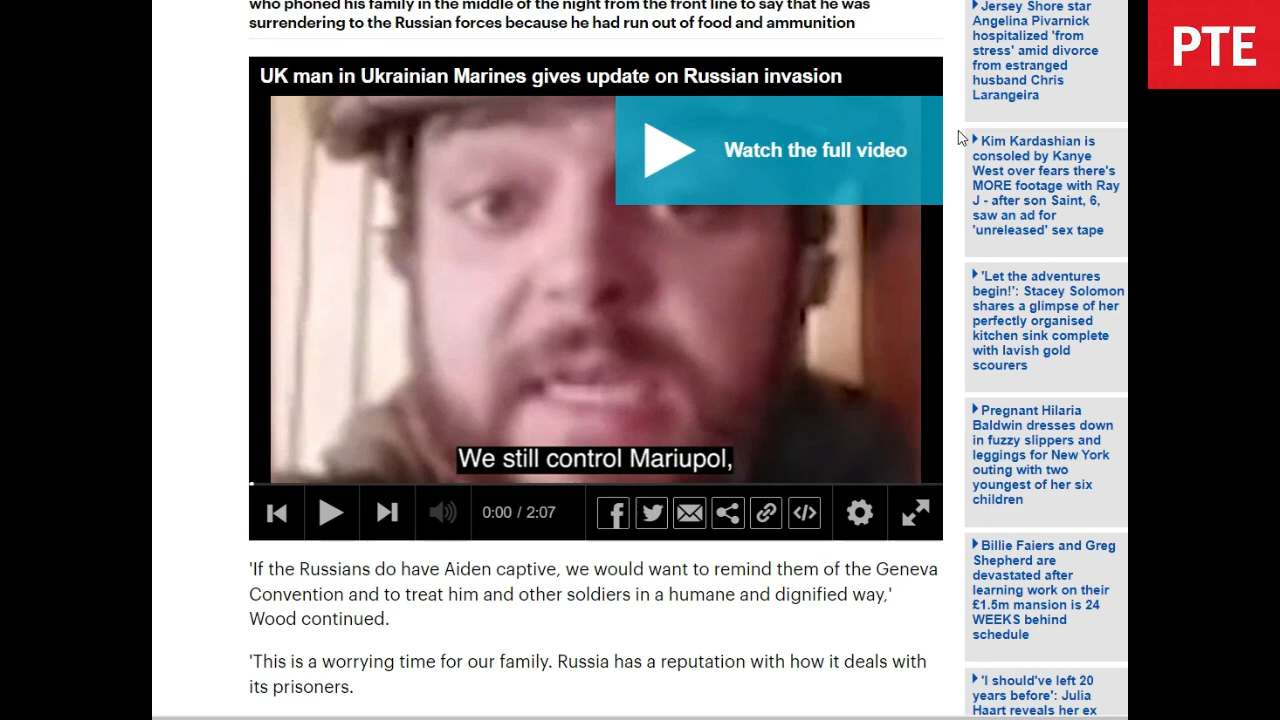 who phoned his family in the middle of the night from the front line to say that he was
surrendering to the Russian forces because he had run out of food and ammunition
UK man in Ukrainian Marines gives update on Russian invasion
Watch the full video
We still control Mariupol,
0:00 / 2:07
'If the Russians do have Aiden captive, we would want to remind them of the Geneva
Convention and to treat him and other soldiers in a humane and dignified way,'
Wood continued.
'This is a worrying time for our family. Russia has a reputation with how it deals with
its prisoners.
Jersey Shore star
Angelina Pivarnick
hospitalized 'from
stress' amid divorce
from estranged
husband Chris
Larangeira
Kim Kardashian is
consoled by Kanye
West over fears there's
MORE footage with Ray
J - after son Saint, 6,
saw an ad for
'unreleased' sex tape
'Let the adventures
begin!': Stacey Solomon
shares a glimpse of her
perfectly organised
kitchen sink complete
with lavish gold
scourers
Pregnant Hilaria
Baldwin dresses down
in fuzzy slippers and
leggings for New York
outing with two
youngest of her six
children
Billie Faiers and Greg
Shepherd are
devastated after
learning work on their
£1.5m mansion is 24
WEEKS behind
schedule
'I should've left 20
years before': Julia
Haart reveals her ex
PTE